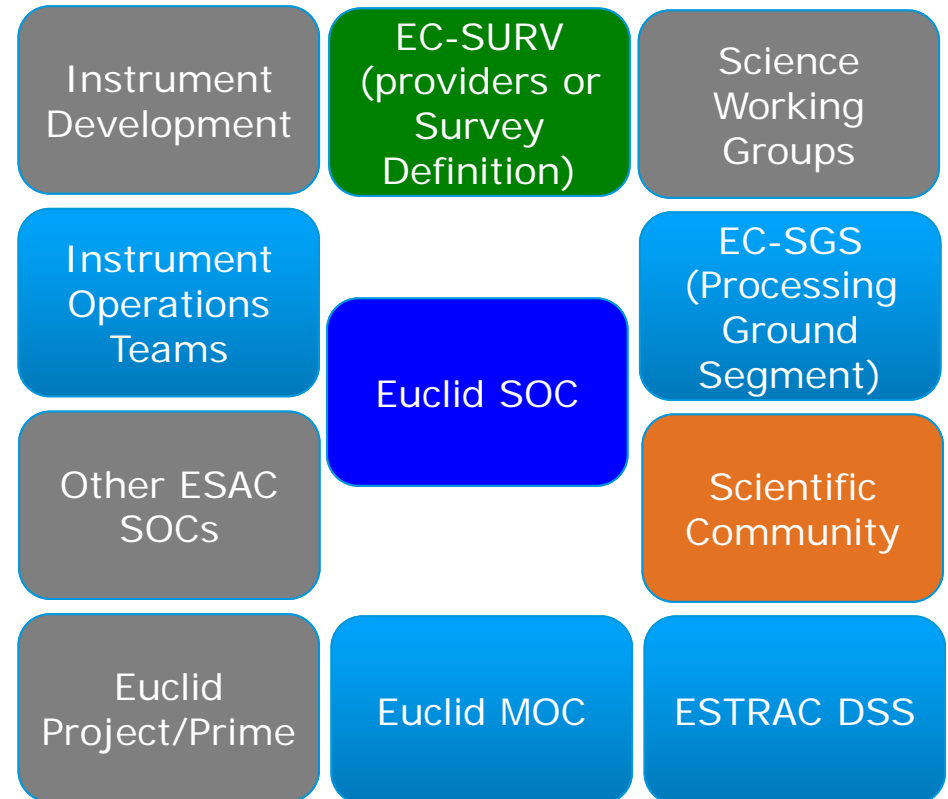 Instrument
Development
EC-SURV
(providers or
Survey
Definition)
Science
Working
Groups
Instrument
Operations
Teams
Euclid SOC
EC-SGS
(Processing
Ground
Segment)
Other ESAC
SOCs
Scientific
Community
Euclid
Project/Prime
Euclid MOC
ESTRAC DSS